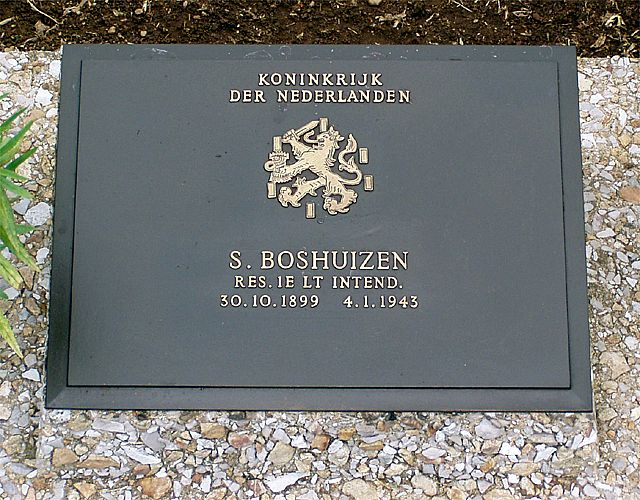 KONINKRIJK
DER NEDERLANDEN
S. BOSHUIZEN
RES. 1E LT INTEND.
30.10.1899 4.1.1943